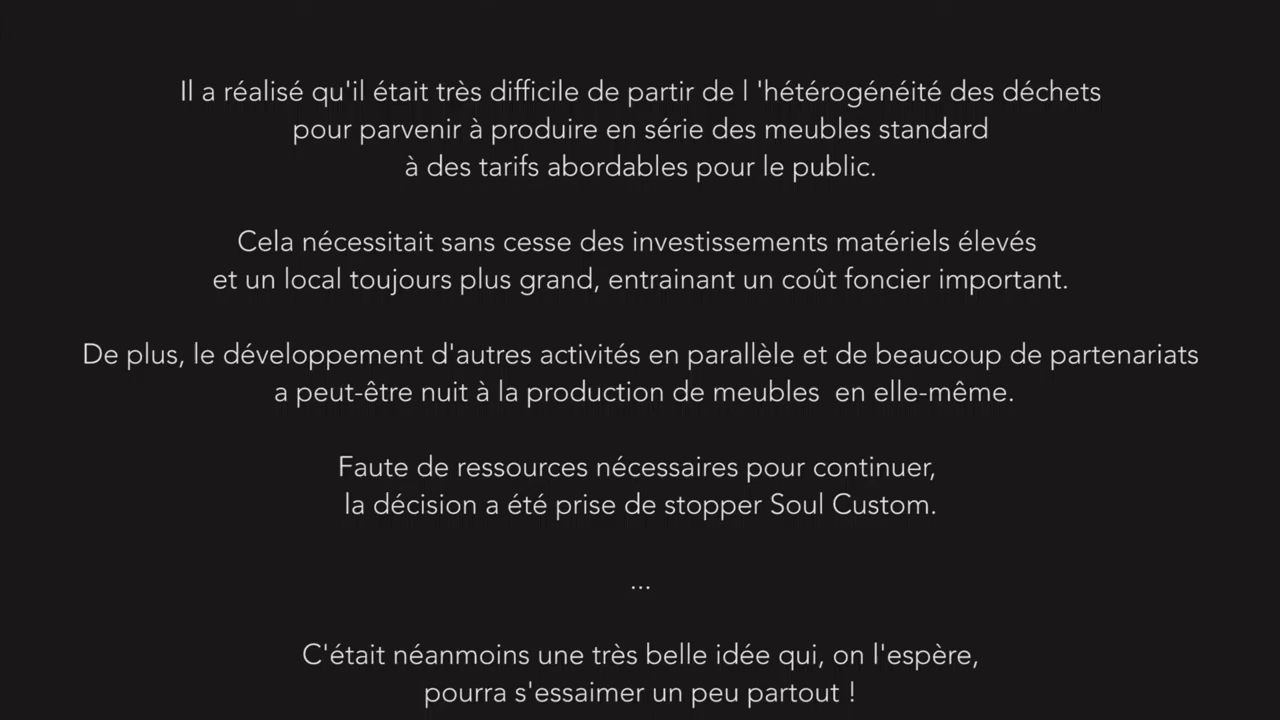 Il a réalisé qu'il était très difficile de partir de l 'hétérogénéité des déchets
pour parvenir à produire en série des meubles standard
à des tarifs abordables pour le public.
Cela nécessitait sans cesse des investissements matériels élevés
et un local toujours plus grand, entrainant un coût foncier important.
De plus, le développement d'autres activités en parallèle et de beaucoup de partenariats
a peut-être nuit à la production de meubles  en elle-même.
Faute de ressources nécessaires pour continuer,
la décision a été prise de stopper Soul Custom.
...
C'était néanmoins une très belle idée qui, on l'espère,
pourra s'essaimer un peu partout !